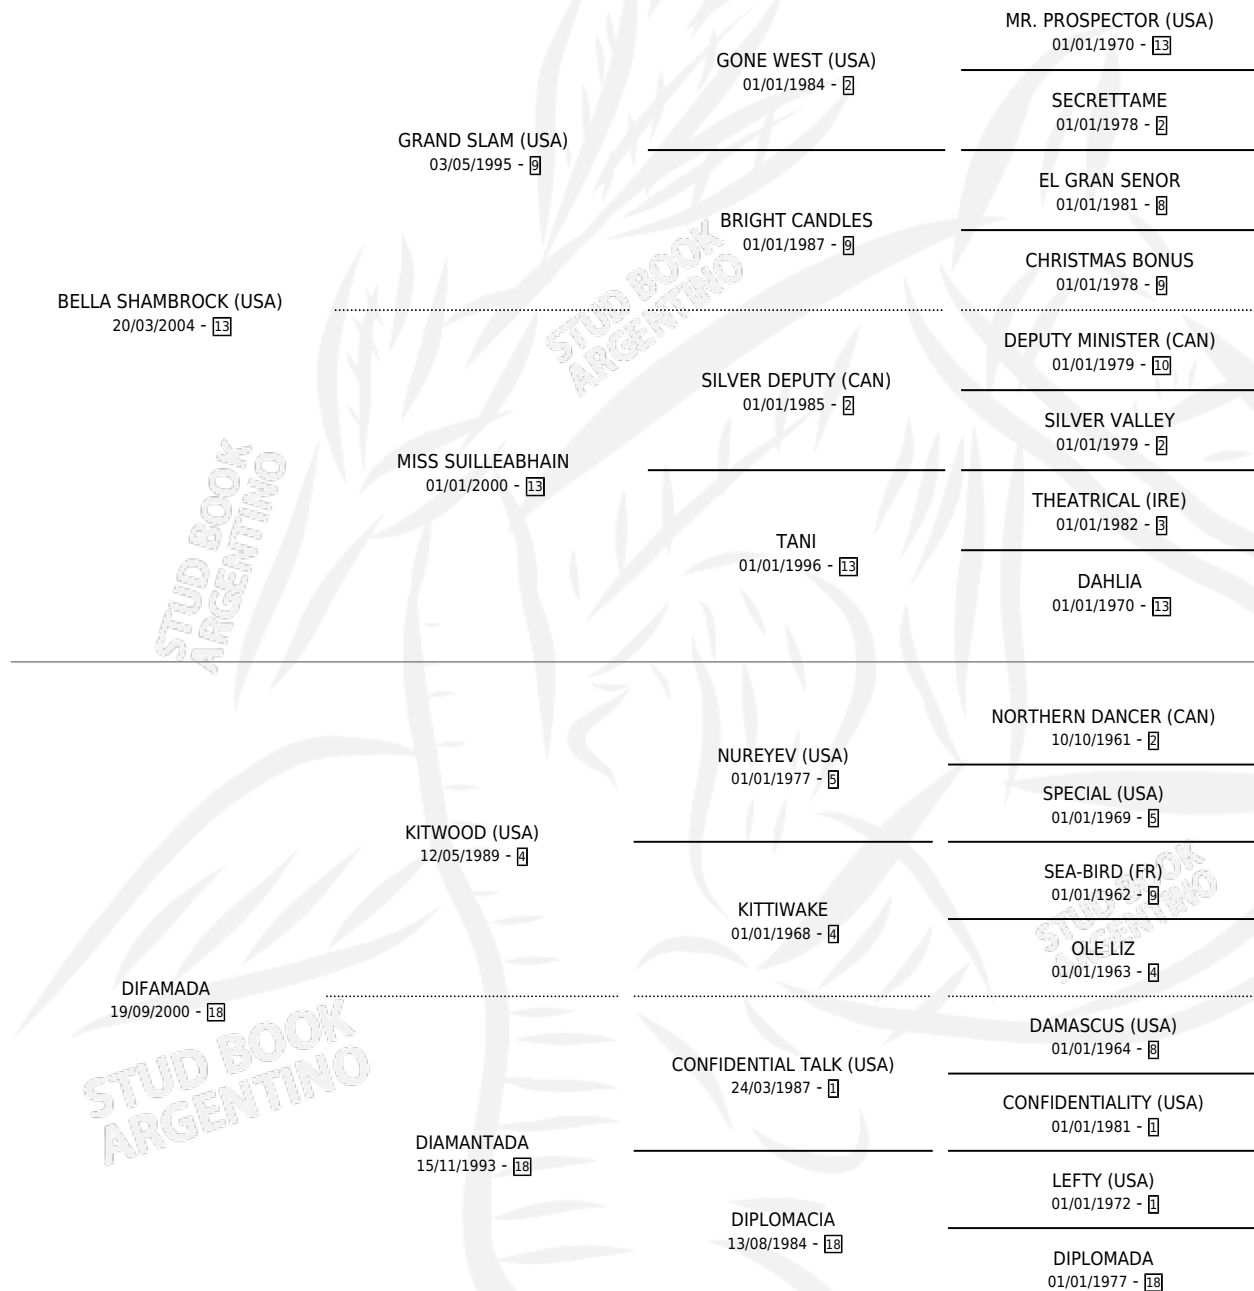 MR. PROSPECTOR (USA)
01/01/1970 - 13
GONE WEST (USA)
01/01/1984 - 2
SECRETTAME
01/01/1978 - 2
GRAND SLAM (USA)
03/05/1995 - 9
EL GRAN SENOR
01/01/1981 - 8
BRIGHT CANDLES
01/01/1987 - 9
CHRISTMAS BONUS
01/01/1978 - 9
BELLA SHAMBROCK (USA)
20/03/2004 - 13
STUD BOOK
ARGENTINO
DEPUTY MINISTER (CAN)
01/01/1979 - 10
SILVER DEPUTY (CAN)
01/01/1985 - 2
SILVER VALLEY
01/01/1979 - 2
MISS SUILLEABHAIN
01/01/2000 - 13
THEATRICAL (IRE)
01/01/1982 - 3
TANI
01/01/1996 - 13
DAHLIA
01/01/1970 - 13
STUD BOOK
ARGENTINO
NORTHERN DANCER (CAN)
10/10/1961 - 2
NUREYEV (USA)
01/01/1977 - 5
SPECIAL (USA)
01/01/1969 - 5
KITWOOD (USA)
12/05/1989 - 4
SEA-BIRD (FR)
01/01/1962 - 9
KITTIWAKE
01/01/1968 - 4
OLE LIZ
01/01/1963 - 4
STUD BOOK
ARGENTINO
DIFAMADA
19/09/2000 - 18
DAMASCUS (USA)
01/01/1964 - 8
CONFIDENTIAL TALK (USA)
24/03/1987 - 1
CONFIDENTIALITY (USA)
01/01/1981 - 1
DIAMANTADA
15/11/1993 - 18
LEFTY (USA)
01/01/1972 - 1
DIPLOMACIA
13/08/1984 - 18
DIPLOMADA
01/01/1977 - 18
STUD BOOK
ARGENTINO